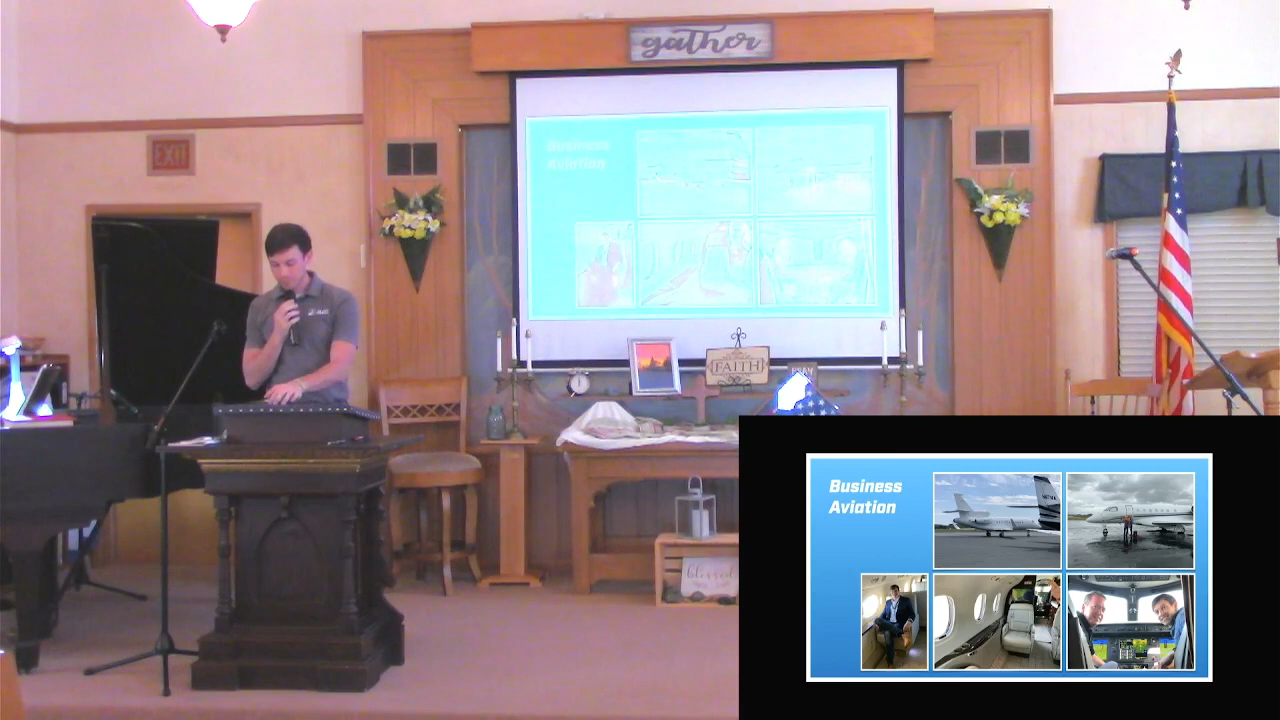 gather
EXIT
Business
Aviation
FAITH
blessed
Business
Aviation